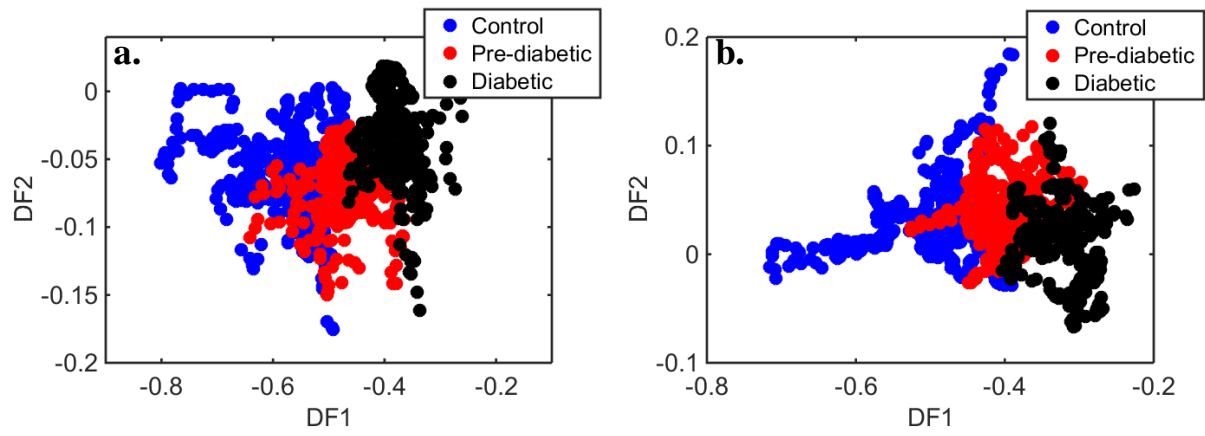 a.
Control
Pre-diabetic
Diabetic
0
-0.05
-0.1
-0.15
-0.2
DF2
-0.8
-0.6
-0.4
-0.2
DF1
b.
Control
Pre-diabetic
Diabetic
0.2
0.1
0
-0.1
DF2
-0.8
-0.6
-0.4
-0.2
DF1